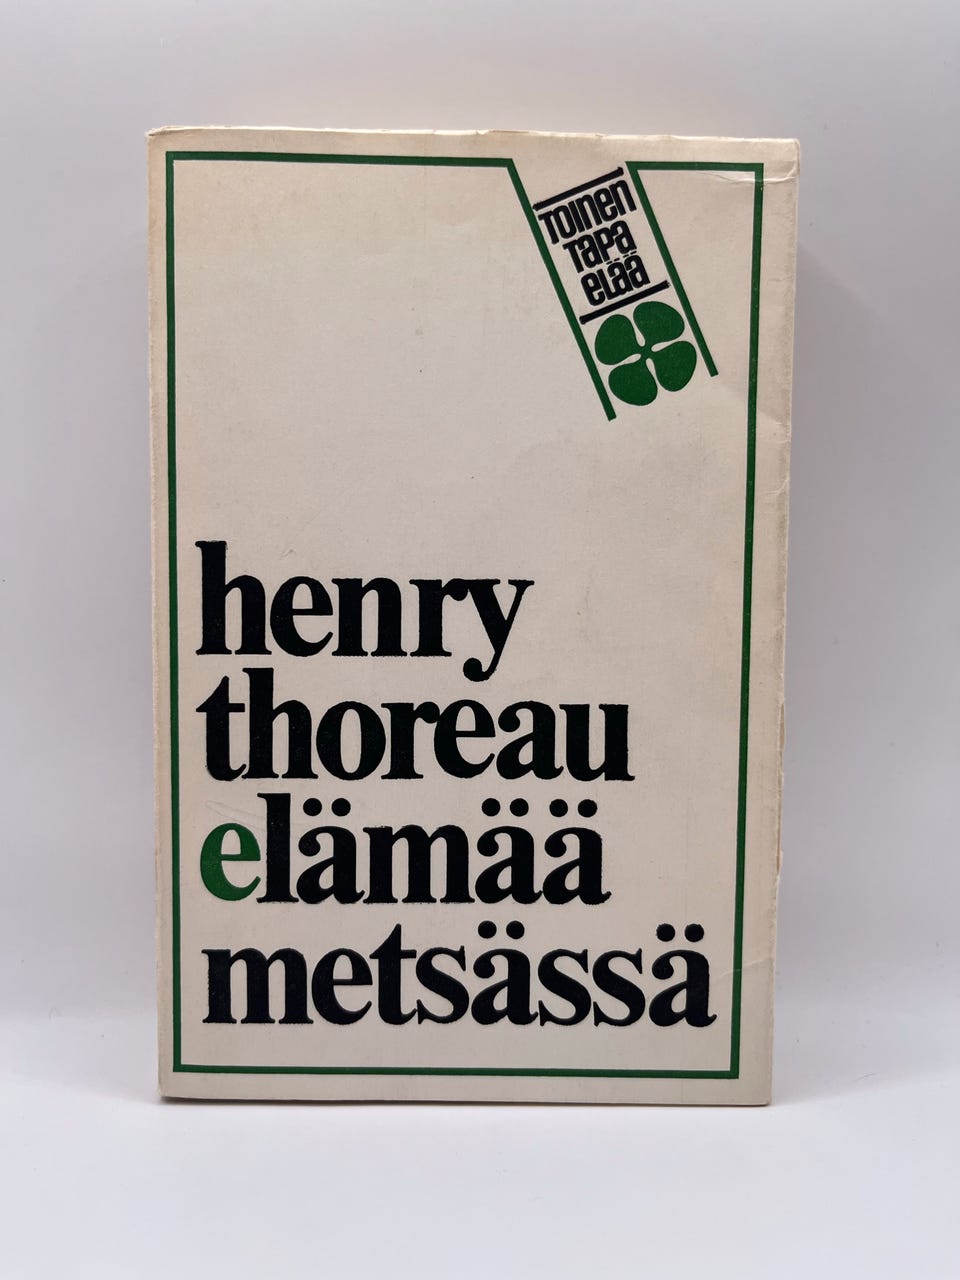 TOINEN
TAPA
ELÄÄ
henry
thoreau
elämää
metsässä